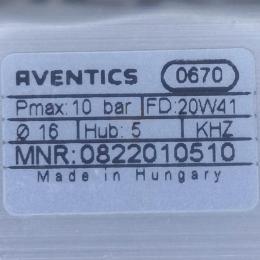 AVENTICS 0670
Pmax: 10 bar FD: 20W41
Ø 16 Hub: 5 KHZ
MNR: 0822010510
Made in Hungary